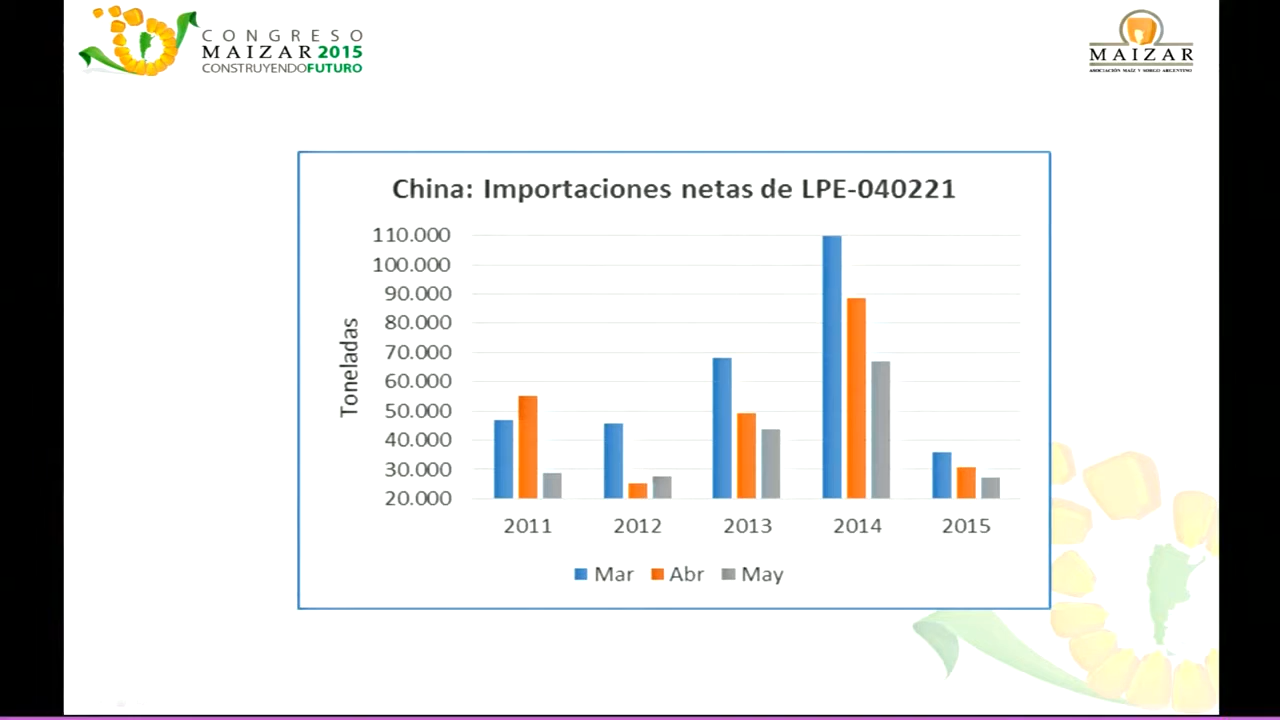 CONGRESO
MAIZAR 2015
CONSTRUYENDOFUTURO
MAIZAR
ASOCIACIÓN MAÍZ Y SORGO ARGENTINO
China: Importaciones netas de LPE-040221
Toneladas
110.000
100.000
90.000
80.000
70.000
60.000
50.000
40.000
30.000
20.000
2011 2012 2013 2014 2015
Mar Abr May